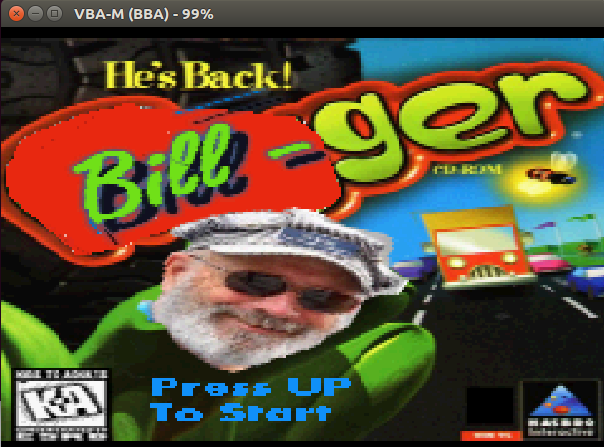 VBA-M (BBA) - 99%
He's Back!
Bill-ger
CD-ROM
KIDS TO ADULTS
K-A
ESRB
Press UP
To Start
HASBRO
Interactive